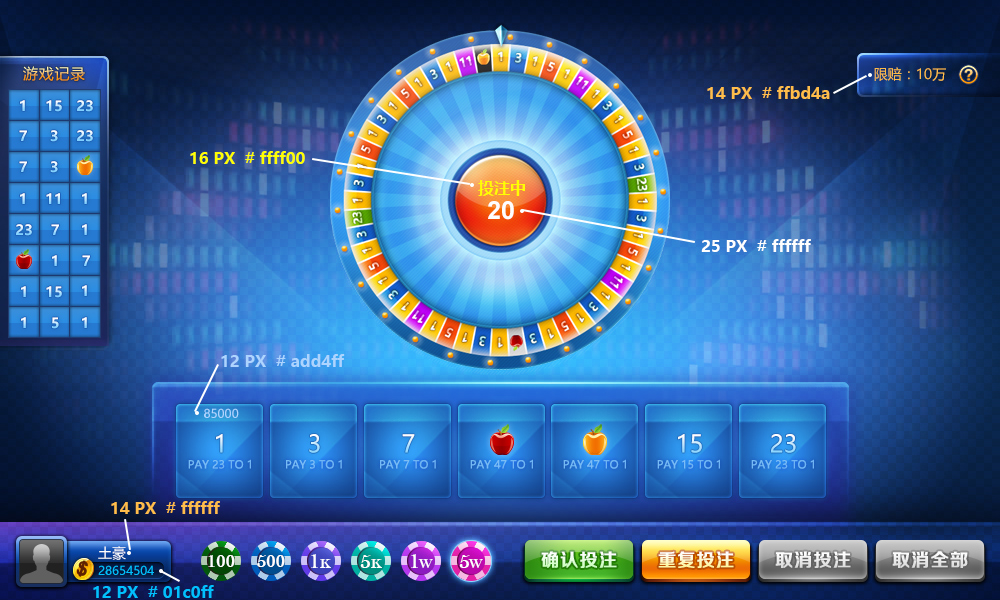 游戏记录
1 15 23
7 3 23
7 3
1 11 1
23 7 1
1 7
1 15 1
1 5 1
14 PX # ffbd4a
限赔：10万 ?
16 PX # ffff00
投注中
20
25 PX # ffffff
12 PX # add4ff
85000
1 3 7 15 23
PAY 23 TO 1 PAY 3 TO 1 PAY 7 TO 1 PAY 47 TO 1 PAY 47 TO 1 PAY 15 TO 1 PAY 23 TO 1
14 PX # ffffff
土豪
$ 28654504
12 PX # 01c0ff
100 500 1K 5K 1W 5W
确认投注 重复投注 取消投注 取消全部